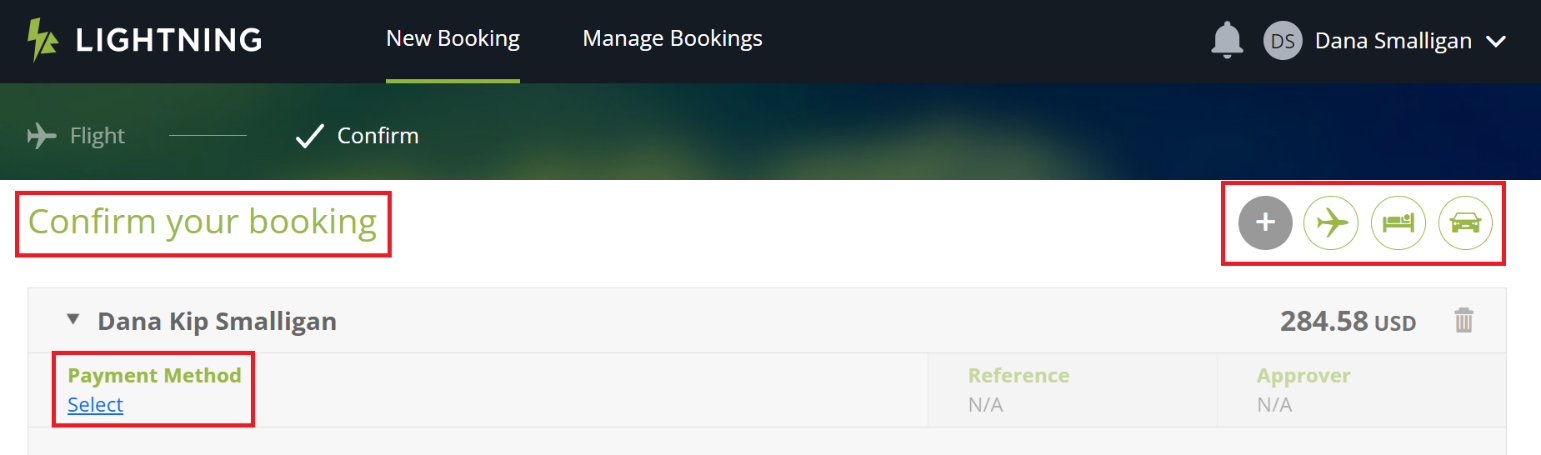 LIGHTNING
New Booking
Manage Bookings
DS
Dana Smalligan
Flight
Confirm
Confirm your booking
+
Dana Kip Smalligan
284.58 USD
Payment Method
Select
Reference
N/A
Approver
N/A